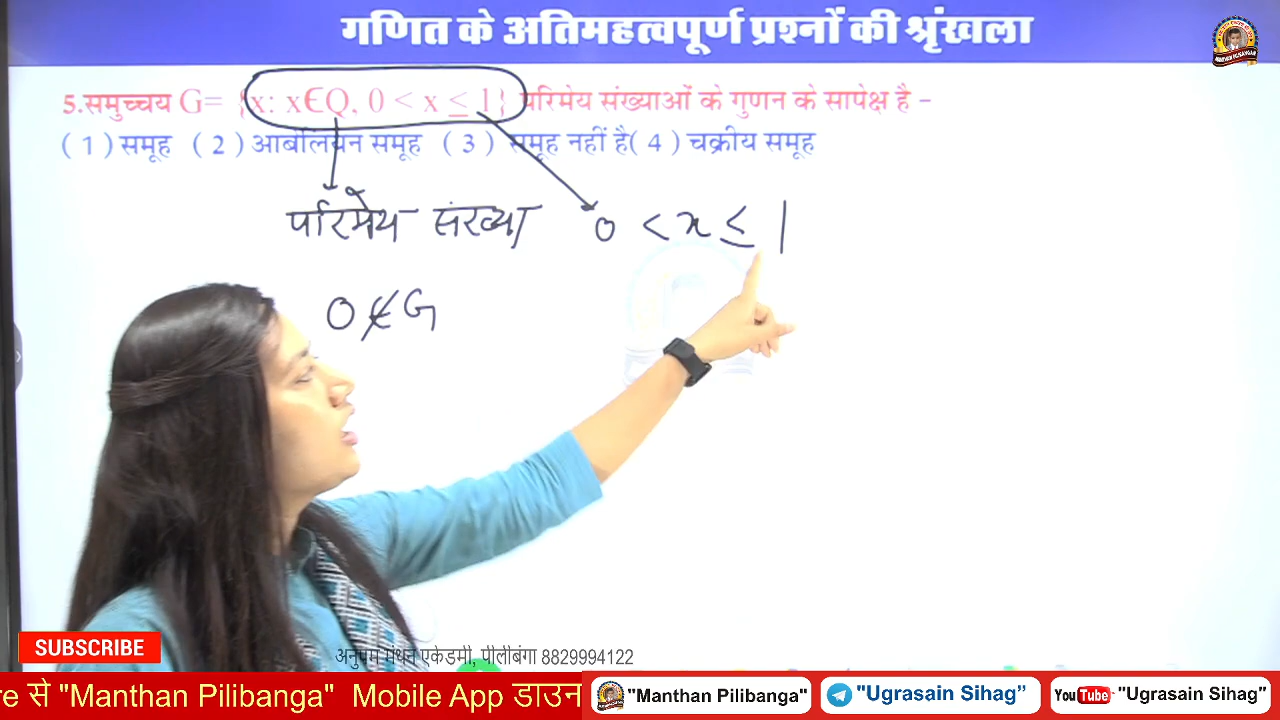 गणित के अतिमहत्वपूर्ण प्रश्नों की श्रृंखला
5.समुच्चय G= {x: xЄQ, 0 < x ≤ 1} परिमेय संख्याओं के गुणन के सापेक्ष है -
(1) समूह (2) आबेलियन समूह (3) समूह नहीं है(4) चक्रीय समूह
परिमेय संख्या 0 < x ≤ 1
0 ∉ G
अनुपम मंथन एकेडमी, पीलीबंगा 8829994122
SUBSCRIBE
re से "Manthan Pilibanga" Mobile App डाउन
"Manthan Pilibanga"
"Ugrasain Sihag”
YouTube -"Ugrasain Sihag”